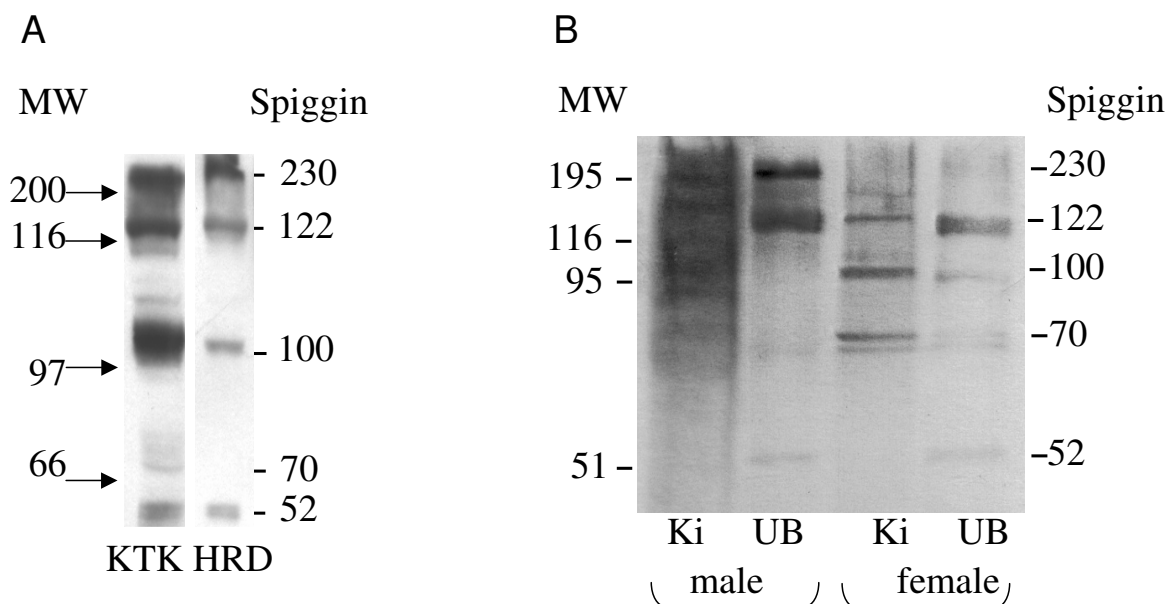 A
MW Spiggin
200 - 230
116 - 122
97 - 100
66 - 70
- 52
KTK HRD
B
MW Spiggin
195 - -230
116 - -122
95 - -100
-70
51 - -52
Ki UB Ki UB
male female